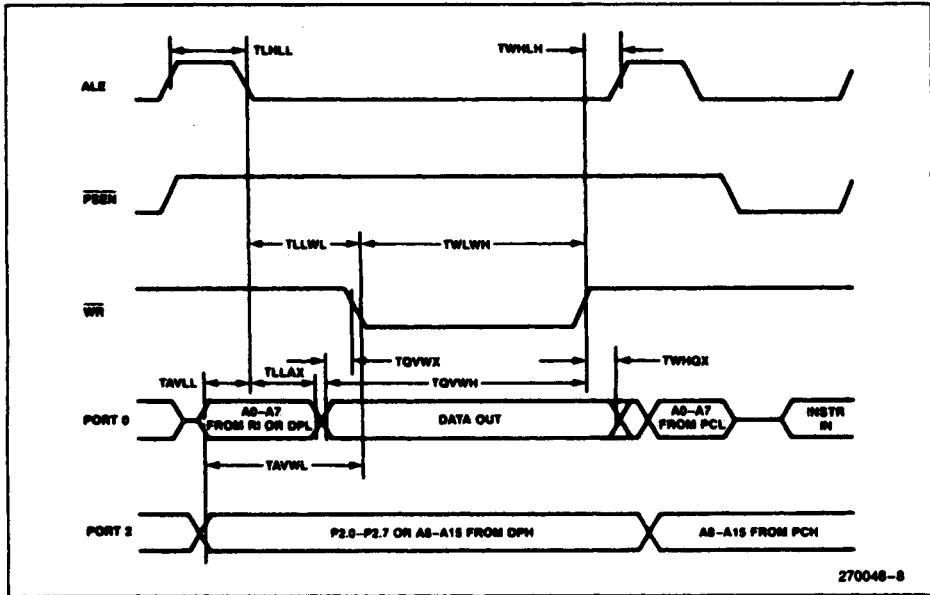 TLHLL
TWHLH
ALE
PSEN
TLLWL
TWLWH
WR
TQVWX
TWHQX
TAVLL
TLLAX
TQVWH
PORT 0
A0–A7
FROM RI OR DPL
DATA OUT
A0–A7
FROM PCL
INSTR
IN
TAVWL
PORT 2
P2.0–P2.7 OR A8–A15 FROM DPH
A8–A15 FROM PCH
270048–8